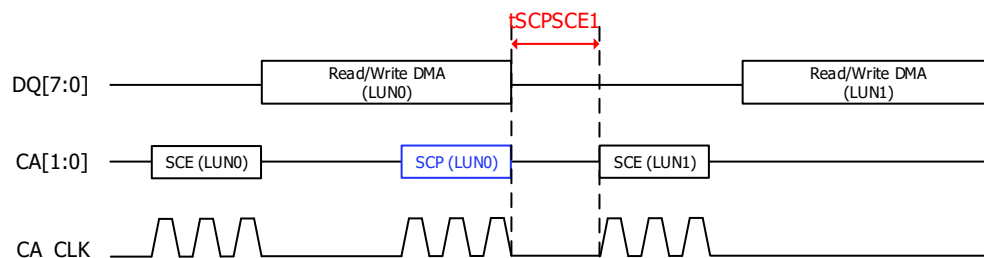 tSCPSCE1
DQ[7:0]
Read/Write DMA
(LUN0)
Read/Write DMA
(LUN1)
CA[1:0]
SCE (LUN0)
SCP (LUN0)
SCE (LUN1)
CA CLK